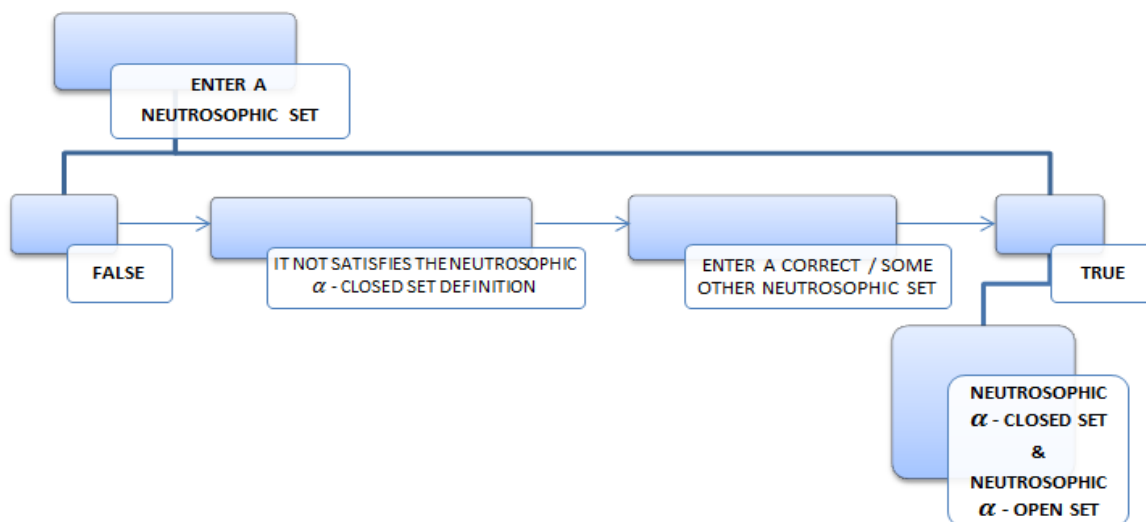 ENTER A
NEUTROSOPHIC SET
FALSE
IT NOT SATISFIES THE NEUTROSOPHIC
α - CLOSED SET DEFINITION
ENTER A CORRECT / SOME
OTHER NEUTROSOPHIC SET
TRUE
NEUTROSOPHIC
α - CLOSED SET
&
NEUTROSOPHIC
α - OPEN SET